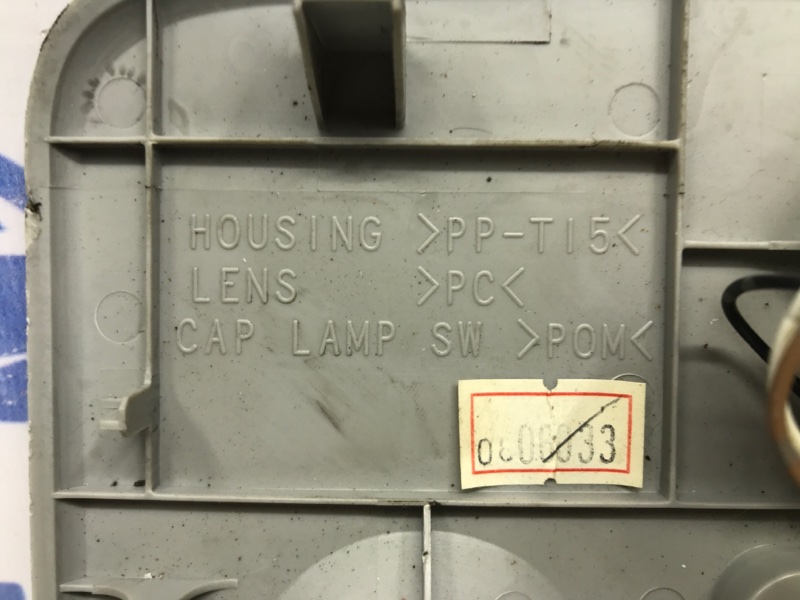 HOUSING >PP-T15<
LENS >PC<
CAP LAMP SW >POM<